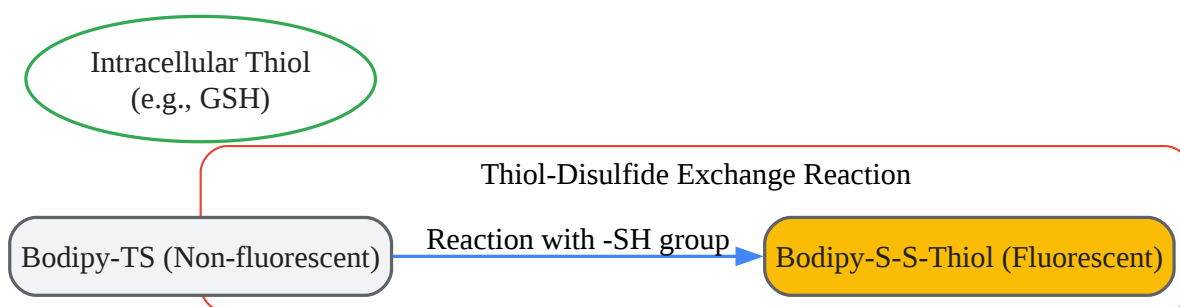 Intracellular Thiol
(e.g., GSH)
Thiol-Disulfide Exchange Reaction
Bodipy-TS (Non-fluorescent)
Reaction with -SH group
Bodipy-S-S-Thiol (Fluorescent)